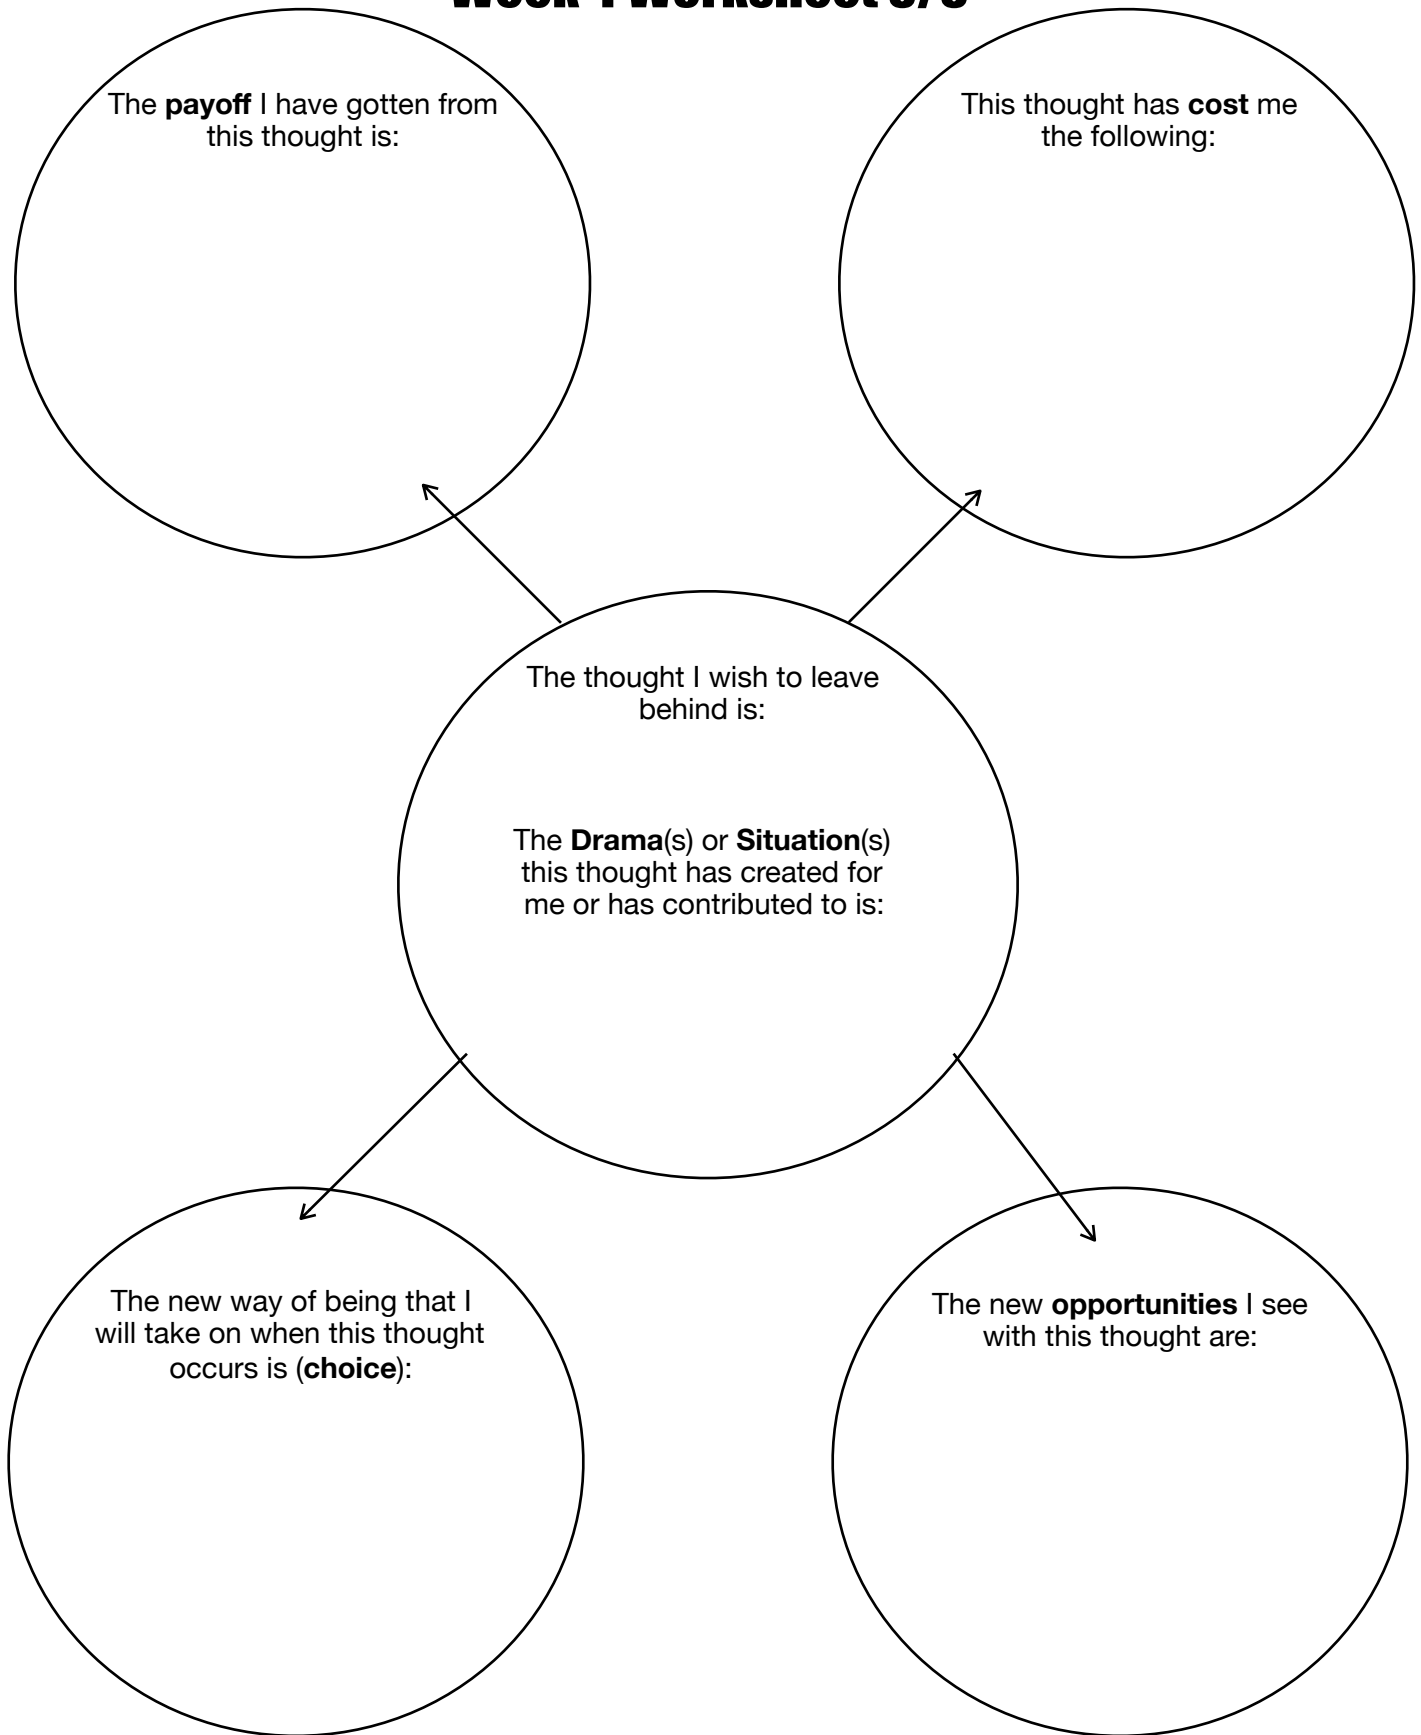 The payoff I have gotten from
this thought is:
This thought has cost me
the following:
The thought I wish to leave
behind is:
The Drama(s) or Situation(s)
this thought has created for
me or has contributed to is:
The new way of being that I
will take on when this thought
occurs is (choice):
The new opportunities I see
with this thought are: